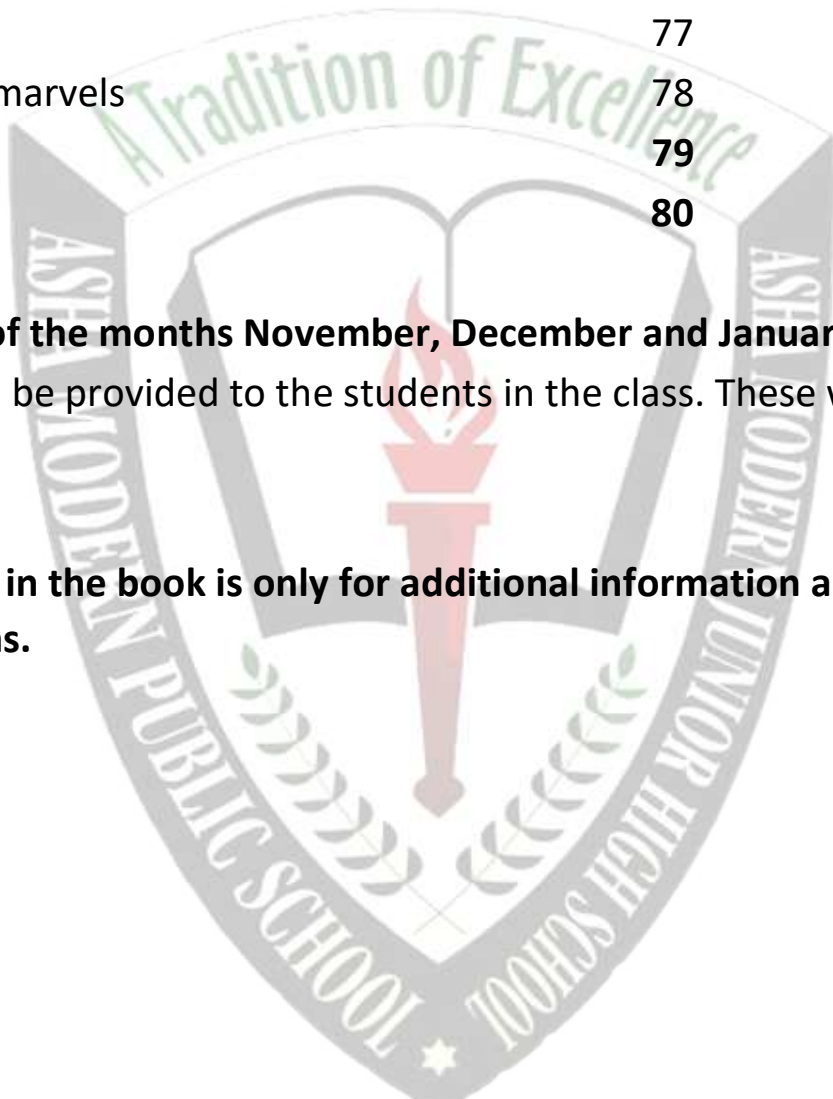 77
marvels 78
79
80
of the months November, December and Januar
be provided to the students in the class. These
in the book is only for additional information a
s.
A Tradition of Excellence
ASHA MODERN PUBLIC SCHOOL
ASHA MODERN JUNIOR HIGH SCHOOL